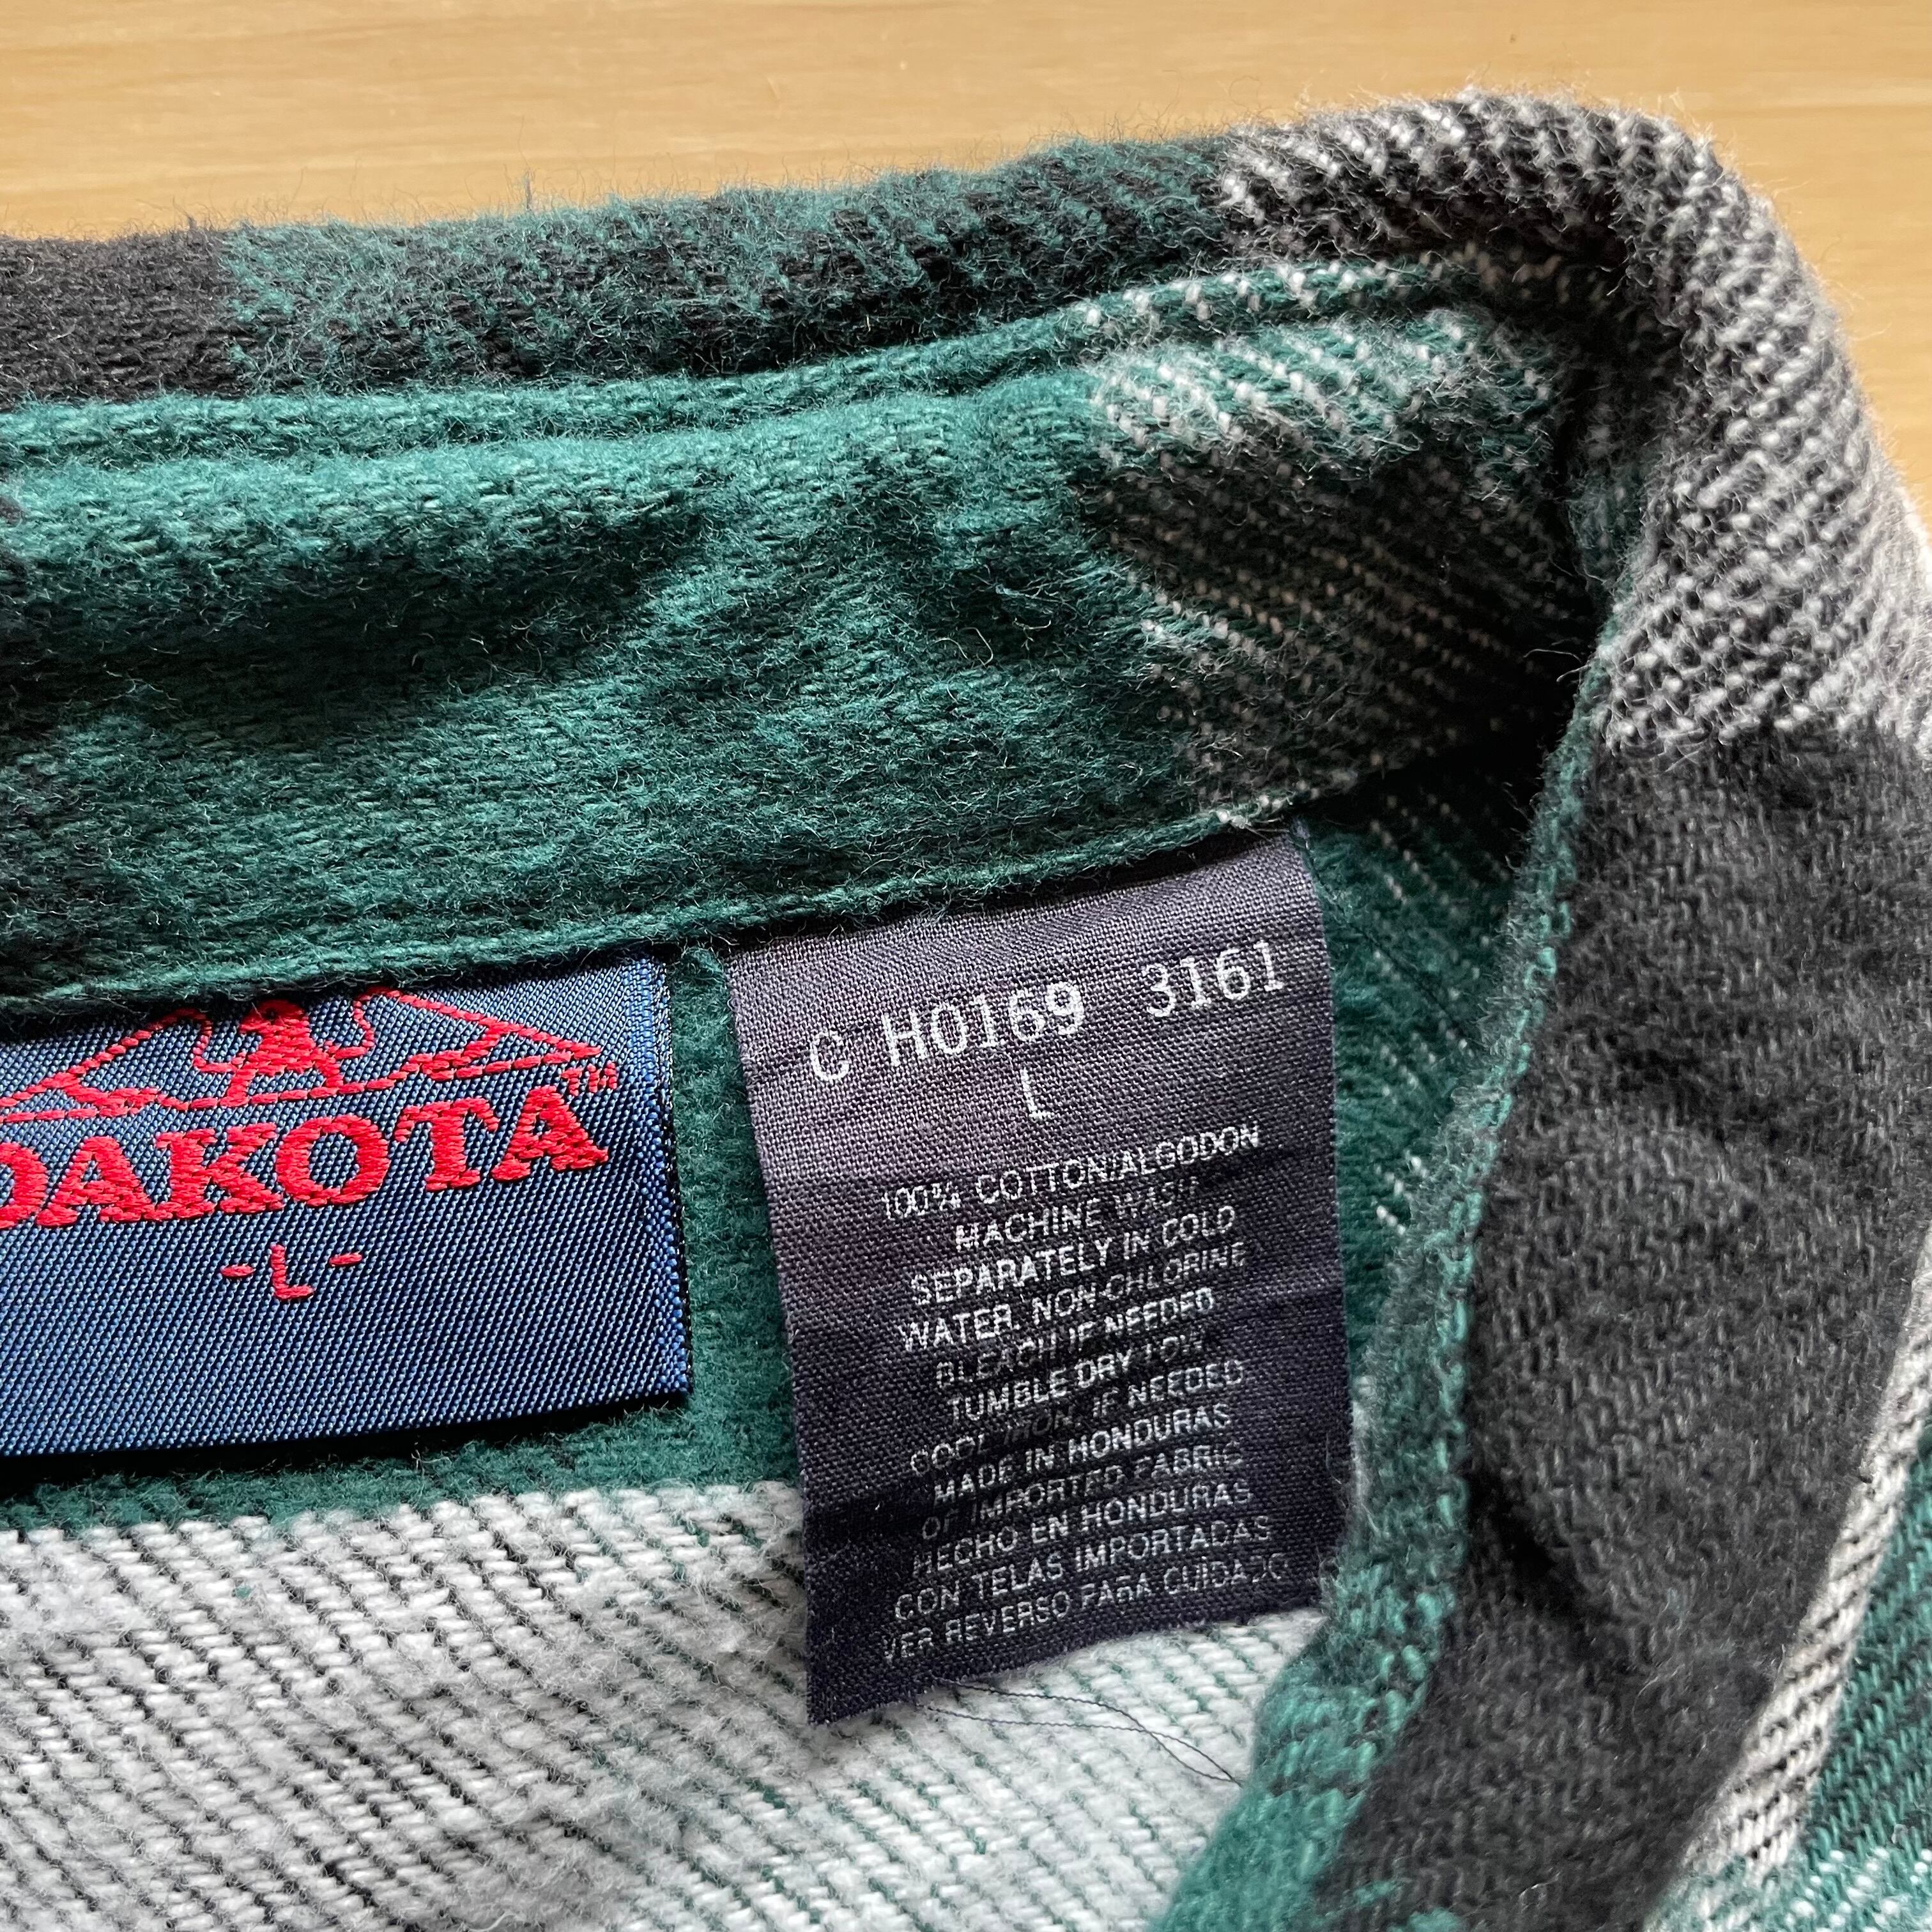 DAKOTA™
-L-
C H0169 3161
L
100% COTTON/ALGODON
MACHINE WASH
SEPARATELY IN COLD
WATER. NON-CHLORINE
BLEACH IF NEEDED
TUMBLE DRY LOW.
COOL IRON. IF NEEDED
MADE IN HONDURAS
OF IMPORTED FABRIC
HECHO EN HONDURAS
CON TELAS IMPORTADAS
VER REVERSO PARA CUIDADO